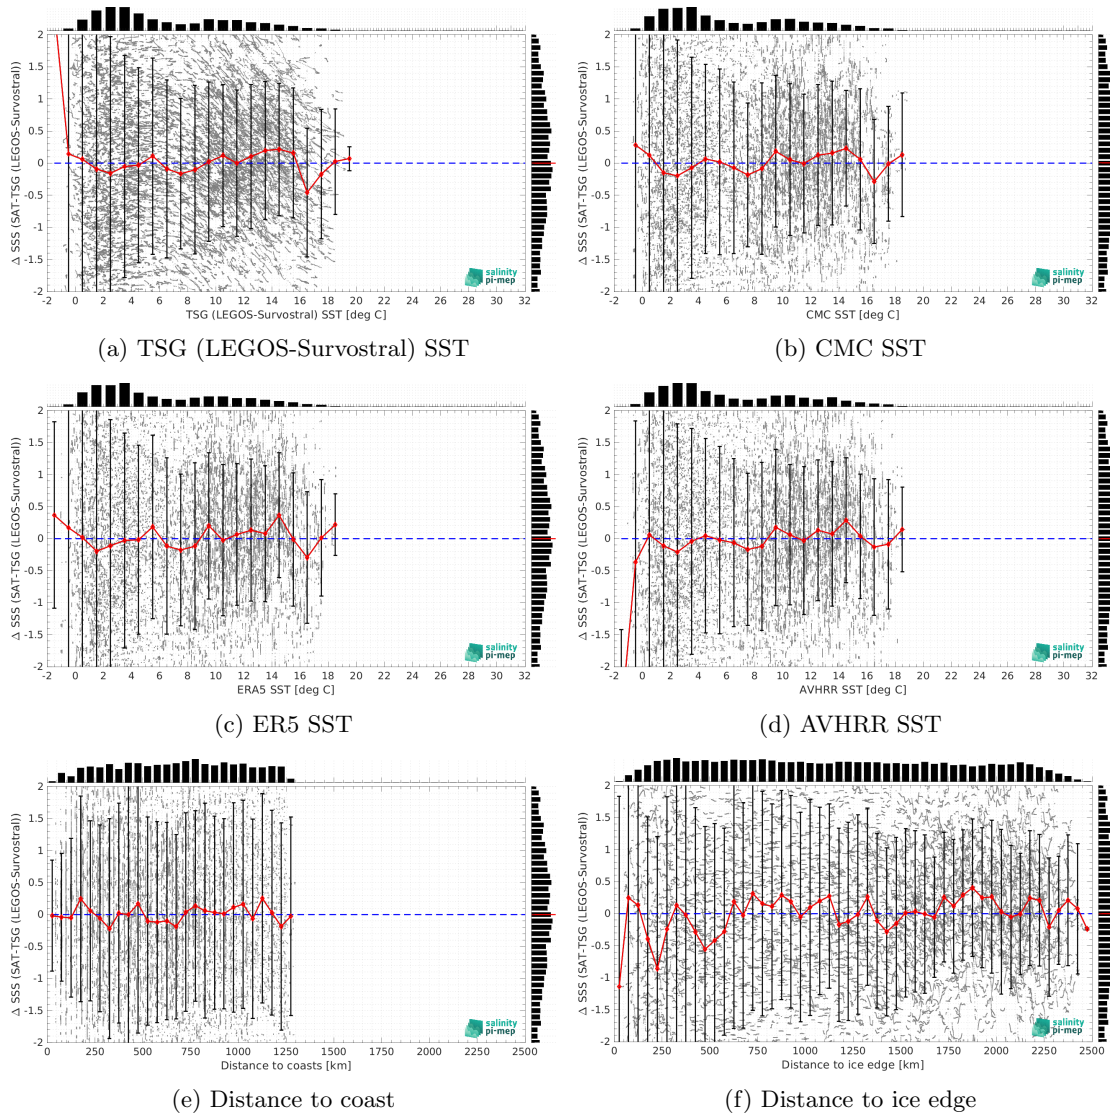 2
1.5
1
0.5
0
-0.5
-1
-1.5
-2
Δ SSS (SAT-TSG (LEGOS-Survostral))
-2 0 2 4 6 8 10 12 14 16 18 20 22 24 26 28 30 32
TSG (LEGOS-Survostral) SST [deg C]
salinity
pi-mep
(a) TSG (LEGOS-Survostral) SST
2
1.5
1
0.5
0
-0.5
-1
-1.5
-2
Δ SSS (SAT-TSG (LEGOS-Survostral))
-2 0 2 4 6 8 10 12 14 16 18 20 22 24 26 28 30 32
CMC SST [deg C]
salinity
pi-mep
(b) CMC SST
2
1.5
1
0.5
0
-0.5
-1
-1.5
-2
Δ SSS (SAT-TSG (LEGOS-Survostral))
-2 0 2 4 6 8 10 12 14 16 18 20 22 24 26 28 30 32
ERA5 SST [deg C]
salinity
pi-mep
(c) ER5 SST
2
1.5
1
0.5
0
-0.5
-1
-1.5
-2
Δ SSS (SAT-TSG (LEGOS-Survostral))
-2 0 2 4 6 8 10 12 14 16 18 20 22 24 26 28 30 32
AVHRR SST [deg C]
salinity
pi-mep
(d) AVHRR SST
2
1.5
1
0.5
0
-0.5
-1
-1.5
-2
Δ SSS (SAT-TSG (LEGOS-Survostral))
0 250 500 750 1000 1250 1500 1750 2000 2250 2500
Distance to coasts [km]
salinity
pi-mep
(e) Distance to coast
2
1.5
1
0.5
0
-0.5
-1
-1.5
-2
Δ SSS (SAT-TSG (LEGOS-Survostral))
0 250 500 750 1000 1250 1500 1750 2000 2250 2500
Distance to ice edge [km]
salinity
pi-mep
(f) Distance to ice edge